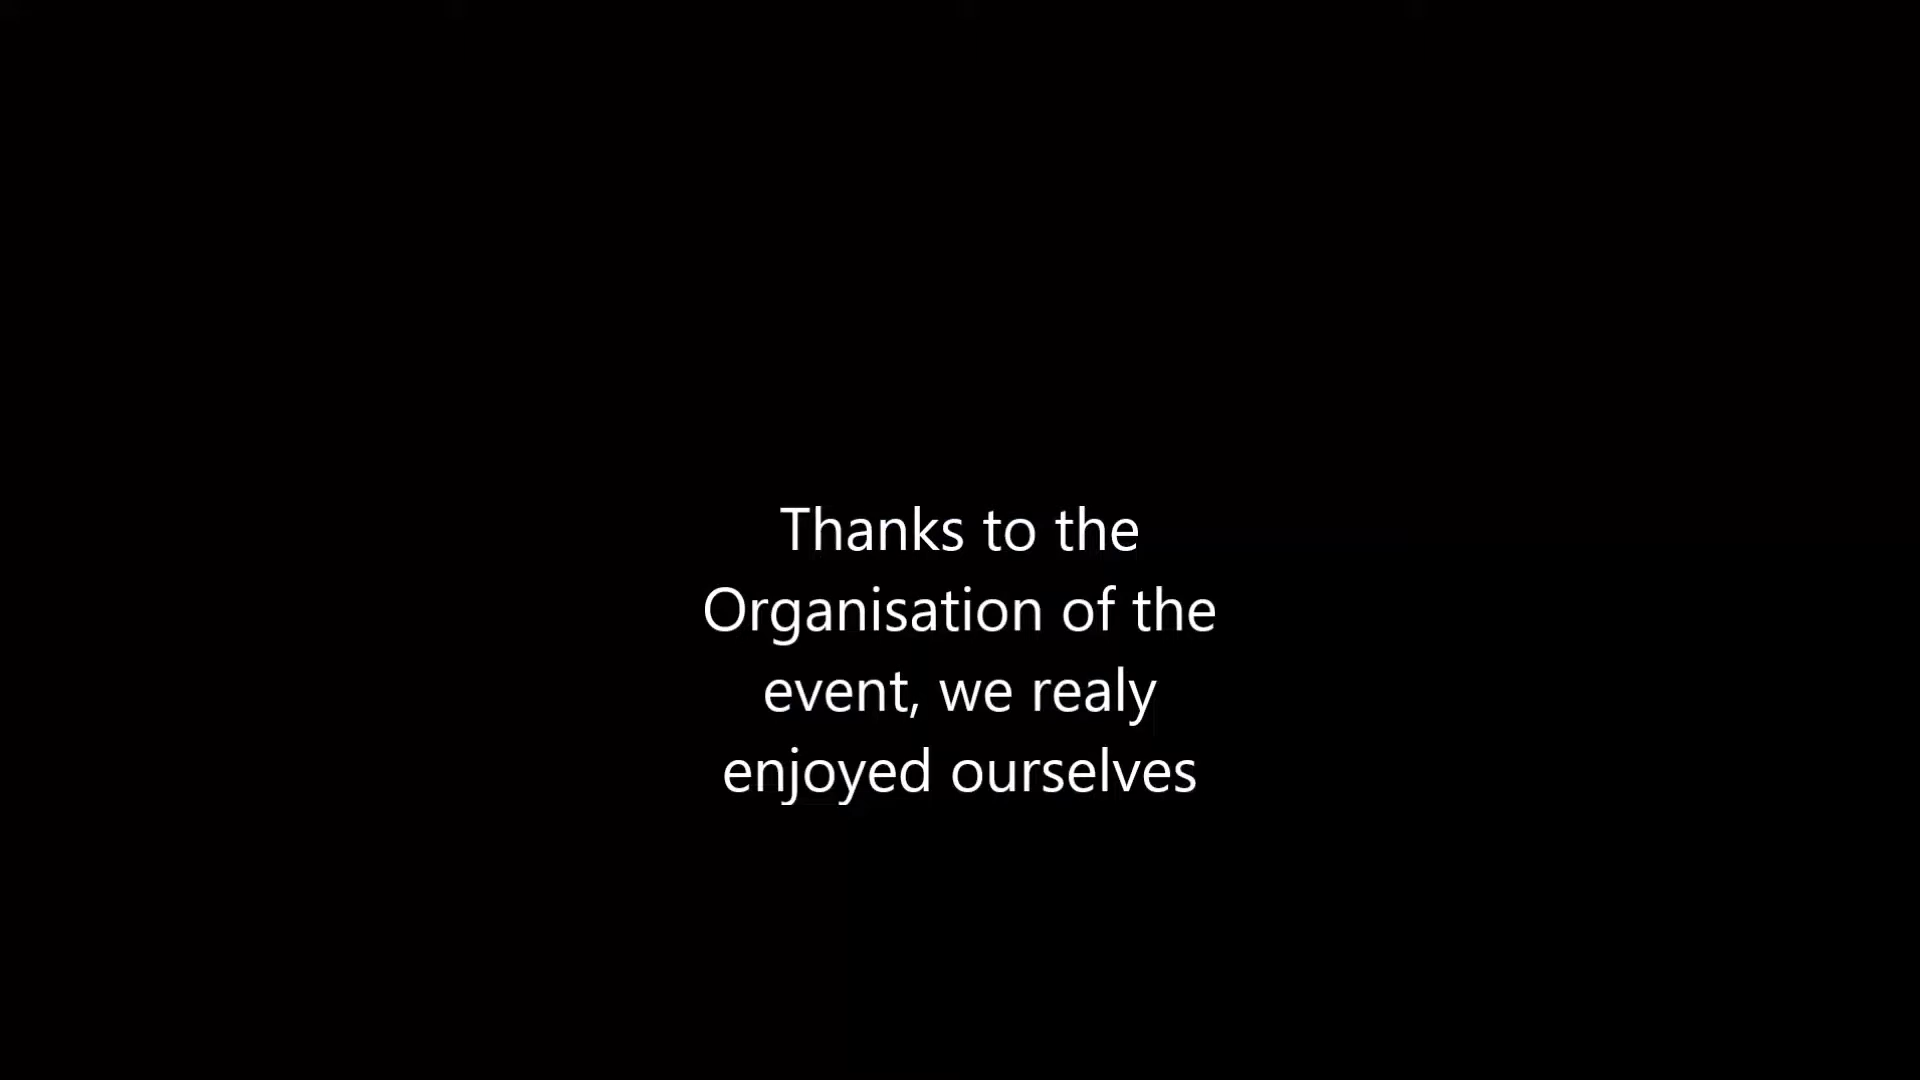 Thanks to the
Organisation of the
event, we realy
enjoyed ourselves